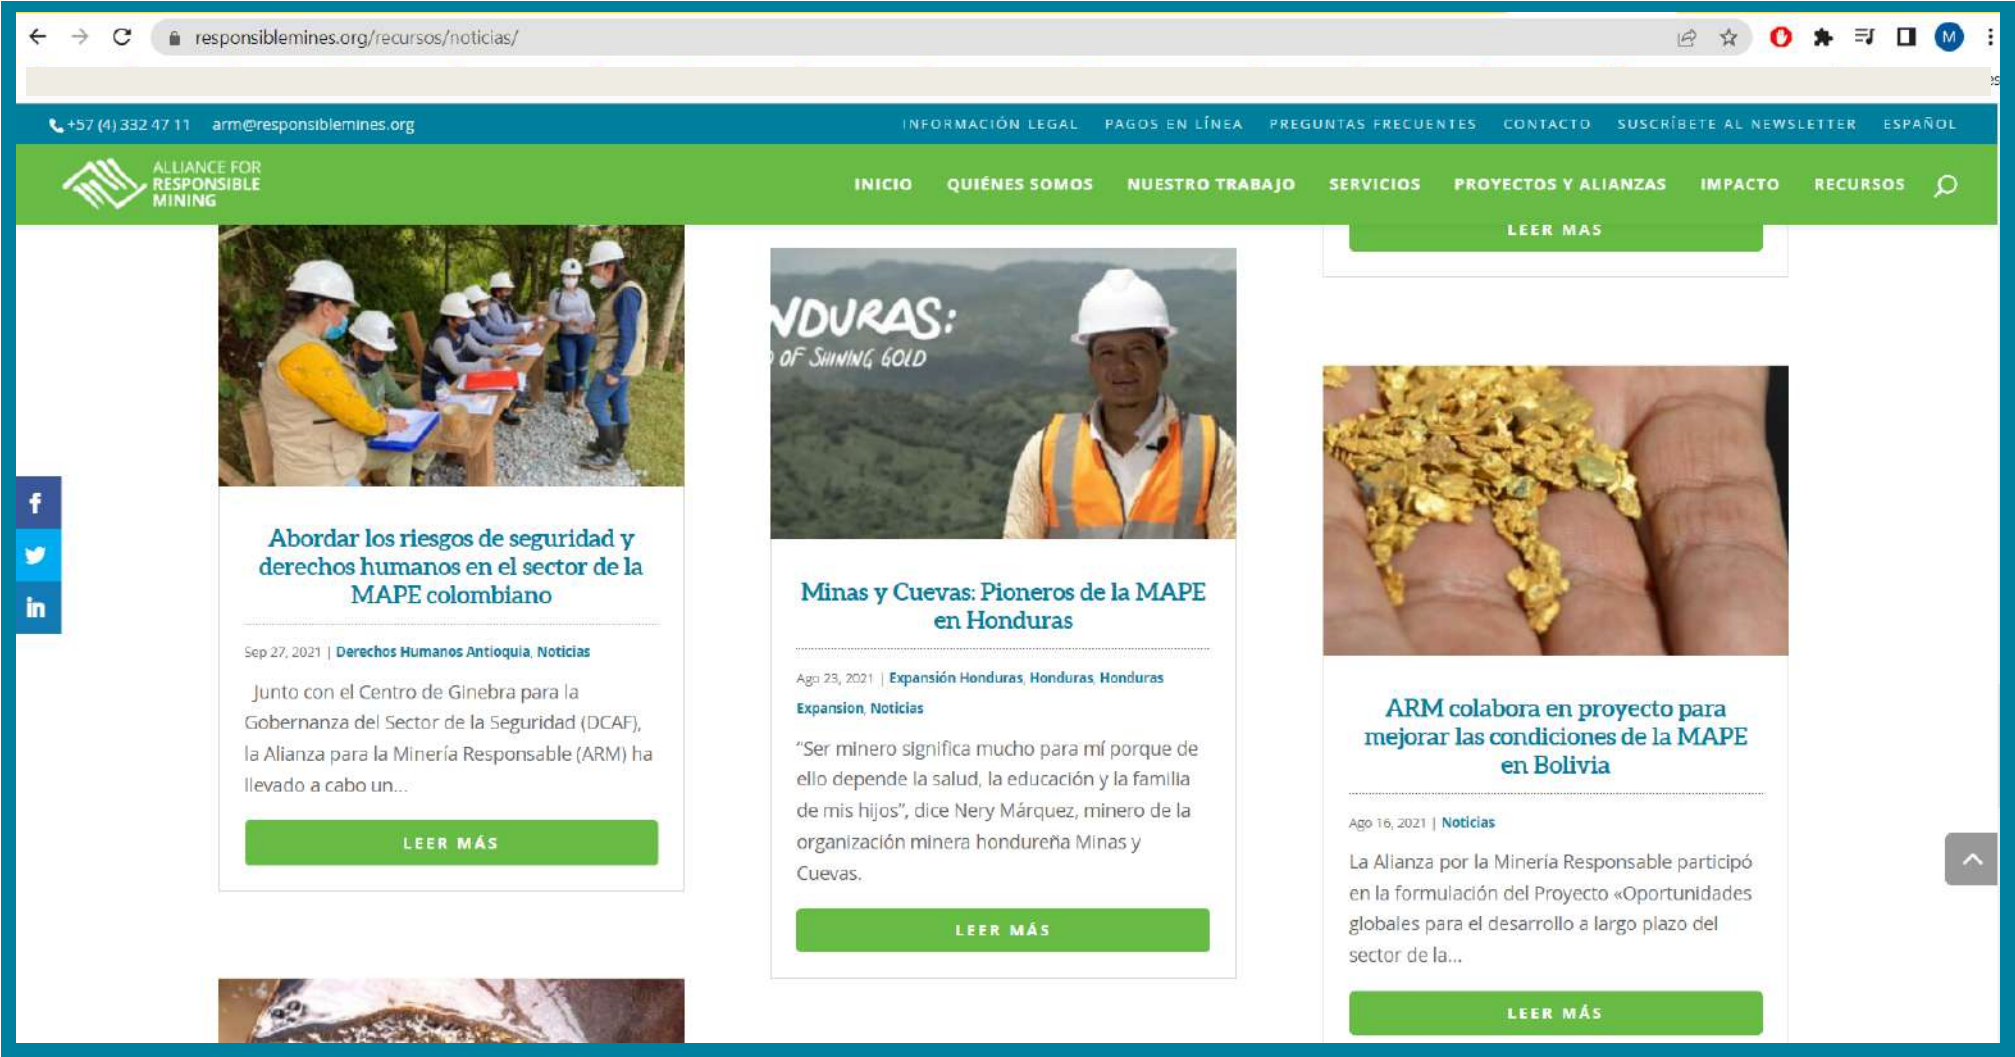 responsiblemines.org/recursos/noticias/
M
+57 (4) 332 47 11 arm@responsiblemines.org
INFORMACIÓN LEGAL PAGOS EN LÍNEA PREGUNTAS FRECUENTES CONTACTO SUSCRÍBETE AL NEWSLETTER ESPAÑOL
ALLIANCE FOR
RESPONSIBLE
MINING
INICIO QUIÉNES SOMOS NUESTRO TRABAJO SERVICIOS PROYECTOS Y ALIANZAS IMPACTO RECURSOS
f
in
Abordar los riesgos de seguridad y
derechos humanos en el sector de la
MAPE colombiano
Sep 27, 2021 | Derechos Humanos Antioquia, Noticias
Junto con el Centro de Ginebra para la
Gobernanza del Sector de la Seguridad (DCAF),
la Alianza para la Minería Responsable (ARM) ha
llevado a cabo un...
LEER MÁS
NDURAS:
OF SHINING GOLD
Minas y Cuevas: Pioneros de la MAPE
en Honduras
Ago 23, 2021 | Expansión Honduras, Honduras, Honduras
Expansion, Noticias
“Ser minero significa mucho para mí porque de
ello depende la salud, la educación y la familia
de mis hijos”, dice Nery Márquez, minero de la
organización minera hondureña Minas y
Cuevas.
LEER MÁS
LEER MÁS
ARM colabora en proyecto para
mejorar las condiciones de la MAPE
en Bolivia
Ago 16, 2021 | Noticias
La Alianza por la Minería Responsable participó
en la formulación del Proyecto «Oportunidades
globales para el desarrollo a largo plazo del
sector de la...
LEER MÁS